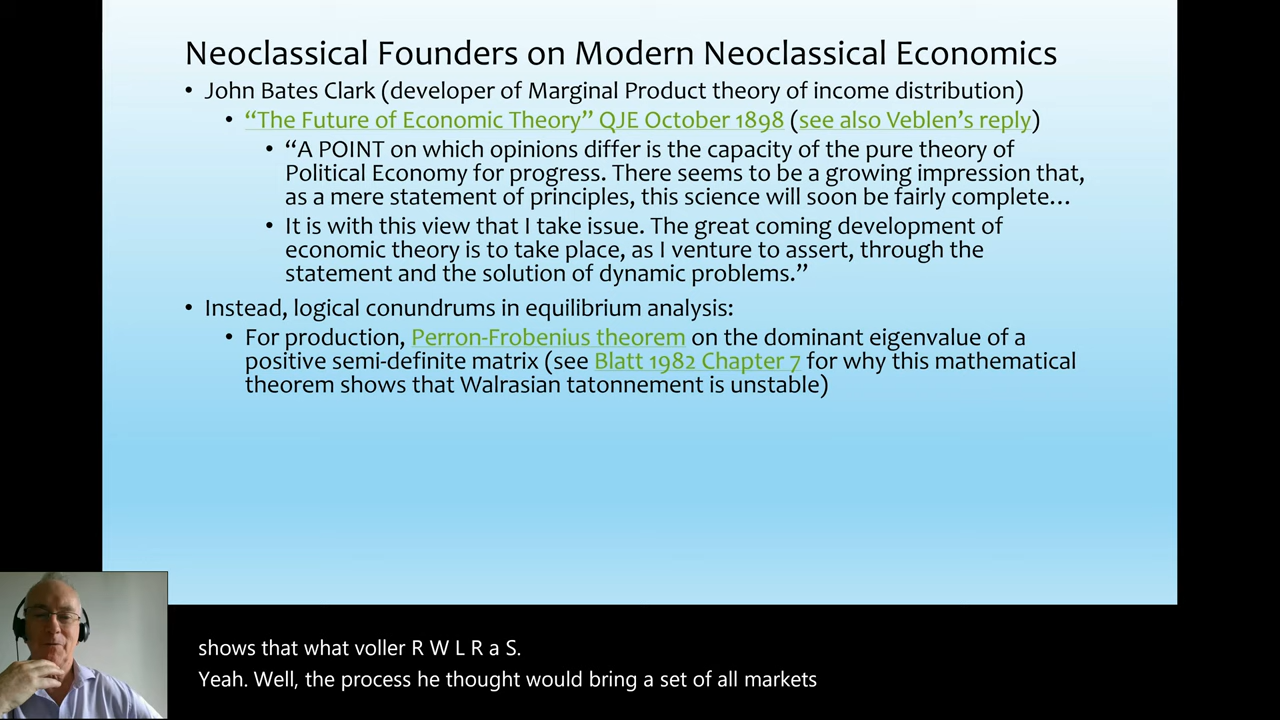 Neoclassical Founders on Modern Neoclassical Economics
• John Bates Clark (developer of Marginal Product theory of income distribution)
• “The Future of Economic Theory” QJE October 1898 (see also Veblen’s reply)
• “A POINT on which opinions differ is the capacity of the pure theory of
Political Economy for progress. There seems to be a growing impression that,
as a mere statement of principles, this science will soon be fairly complete…
• It is with this view that I take issue. The great coming development of
economic theory is to take place, as I venture to assert, through the
statement and the solution of dynamic problems.”
• Instead, logical conundrums in equilibrium analysis:
• For production, Perron-Frobenius theorem on the dominant eigenvalue of a
positive semi-definite matrix (see Blatt 1982 Chapter 7 for why this mathematical
theorem shows that Walrasian tatonnement is unstable)
shows that what voller R W L R a S.
Yeah. Well, the process he thought would bring a set of all markets